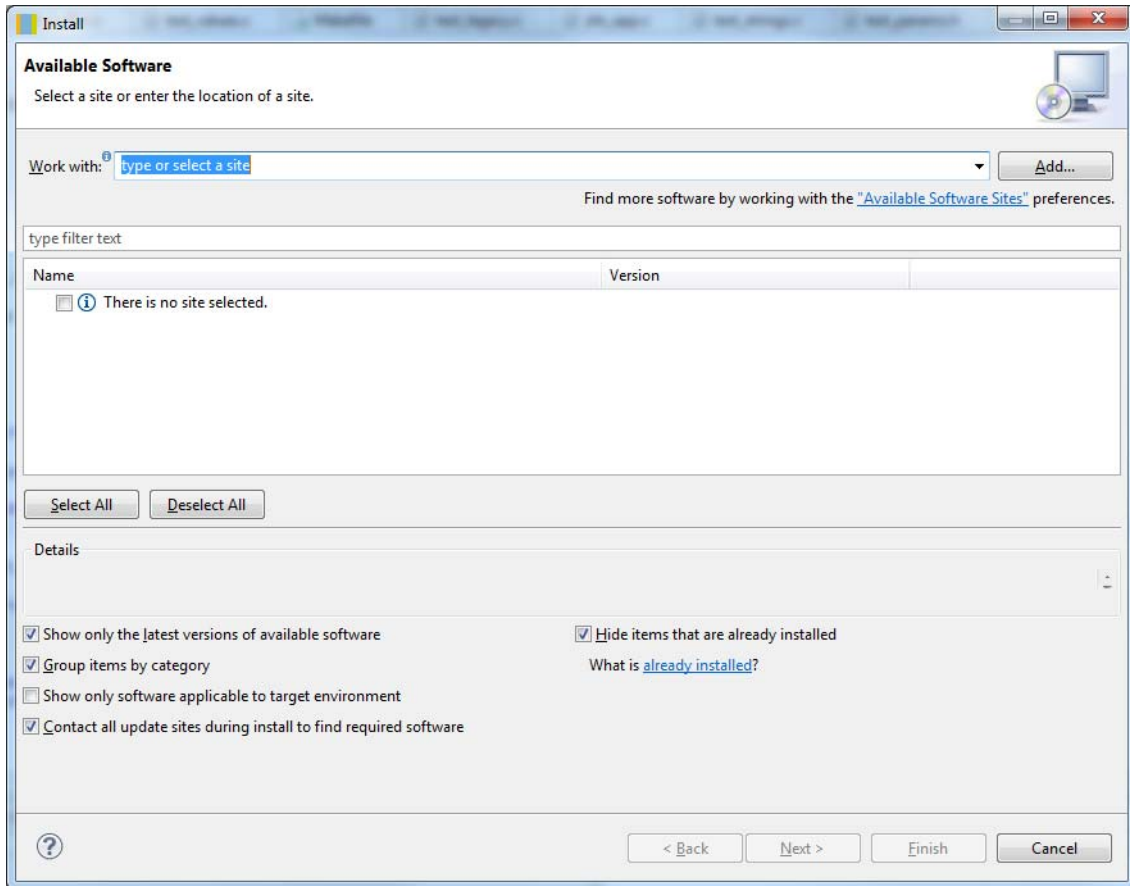 Install
Available Software
Select a site or enter the location of a site.
Work with: type or select a site Add...
Find more software by working with the "Available Software Sites" preferences.
type filter text
Name Version
There is no site selected.
Select All Deselect All
Details
Show only the latest versions of available software Hide items that are already installed
Group items by category What is already installed?
Show only software applicable to target environment
Contact all update sites during install to find required software
< Back Next > Finish Cancel